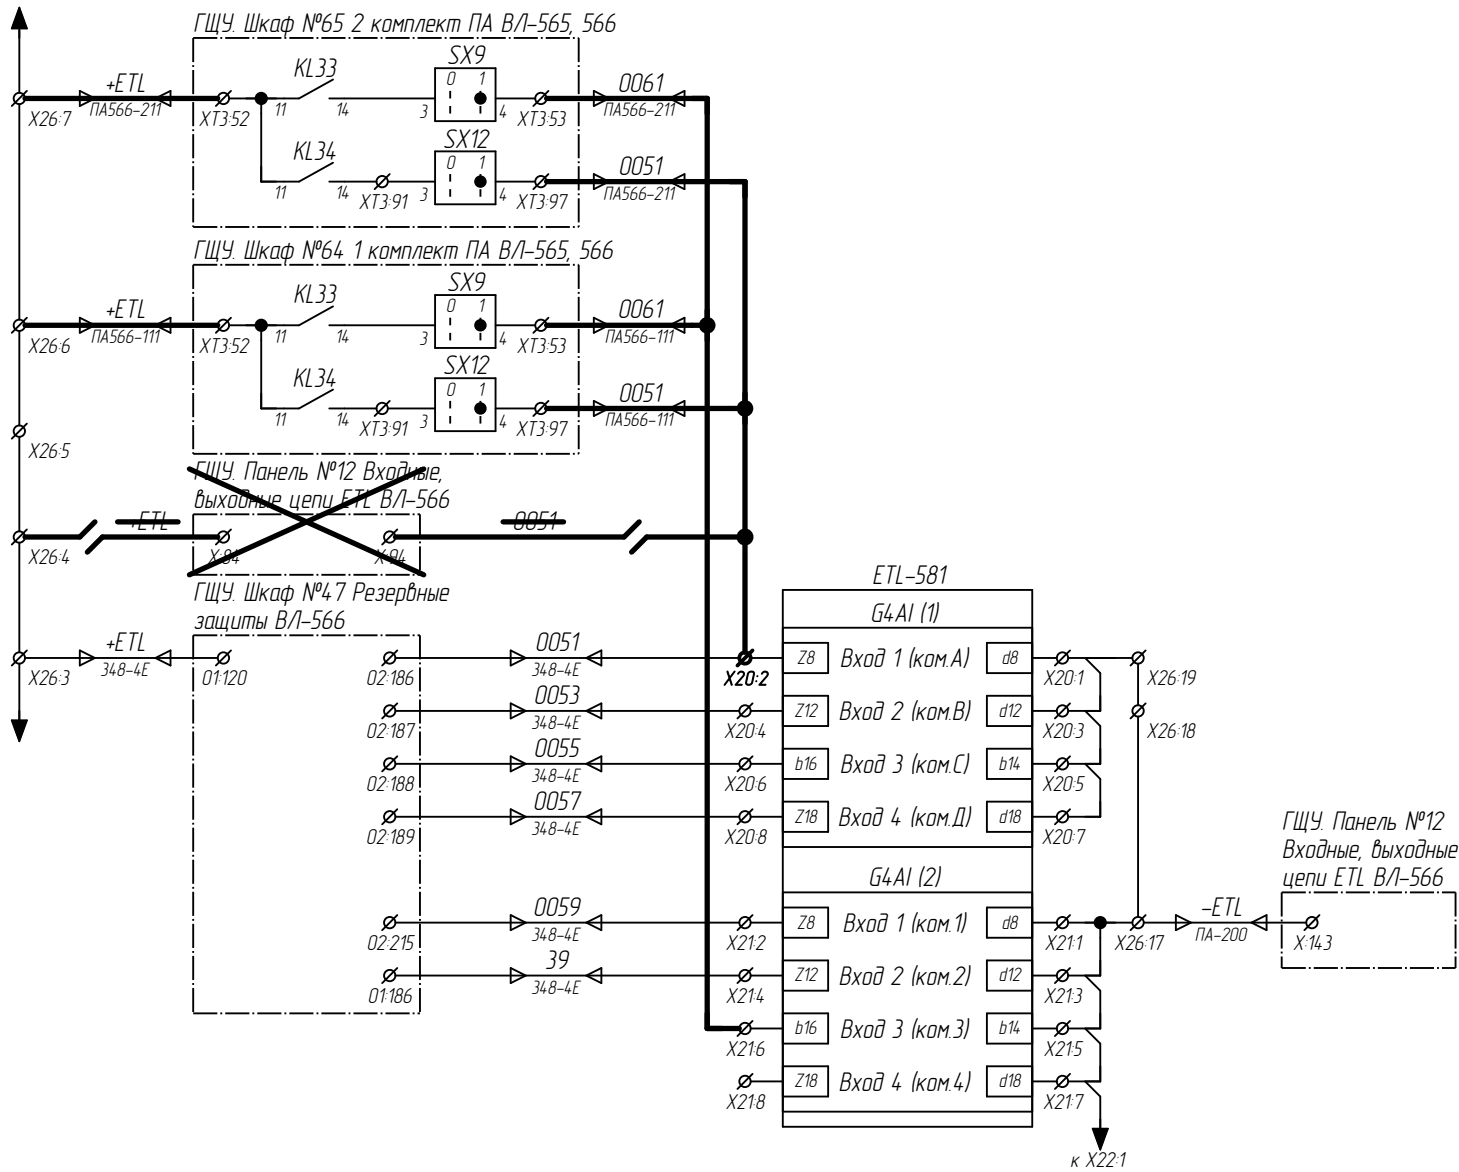 ГЩУ. Шкаф №65 2 комплект ПА ВЛ-565, 566
+ETL
ПА566-211
X26:7
XT3:52
KL33
11
14
SX9
0 1
3
4
XT3:53
0061
ПА566-211
KL34
11
14
XT3:91
SX12
0 1
3
4
XT3:97
0051
ПА566-211
ГЩУ. Шкаф №64 1 комплект ПА ВЛ-565, 566
+ETL
ПА566-111
X26:6
XT3:52
KL33
11
14
SX9
0 1
3
4
XT3:53
0061
ПА566-111
KL34
11
14
XT3:91
SX12
0 1
3
4
XT3:97
0051
ПА566-111
X26:5
ГЩУ. Панель №12 Входные,
выходные цепи ETL ВЛ-566
+ETL
X26:4
X:84
X:94
0051
ГЩУ. Шкаф №47 Резервные
защиты ВЛ-566
+ETL
348-4Е
X26:3
01:120
02:186
0051
348-4Е
X20:2
02:187
0053
348-4Е
X20:4
02:188
0055
348-4Е
X20:6
02:189
0057
348-4Е
X20:8
02:215
0059
348-4Е
X21:2
01:186
39
348-4Е
X21:4
X21:6
X21:8
ETL-581
G4AI (1)
Z8 Вход 1 (ком.А) d8
Z12 Вход 2 (ком.В) d12
b16 Вход 3 (ком.С) b14
Z18 Вход 4 (ком.Д) d18
G4AI (2)
Z8 Вход 1 (ком.1) d8
Z12 Вход 2 (ком.2) d12
b16 Вход 3 (ком.3) b14
Z18 Вход 4 (ком.4) d18
X20:1
X20:3
X20:5
X20:7
X21:1
X21:3
X21:5
X21:7
X26:19
X26:18
X26:17
к X22:1
-ETL
ПА-200
ГЩУ. Панель №12
Входные, выходные
цепи ETL ВЛ-566
X:143